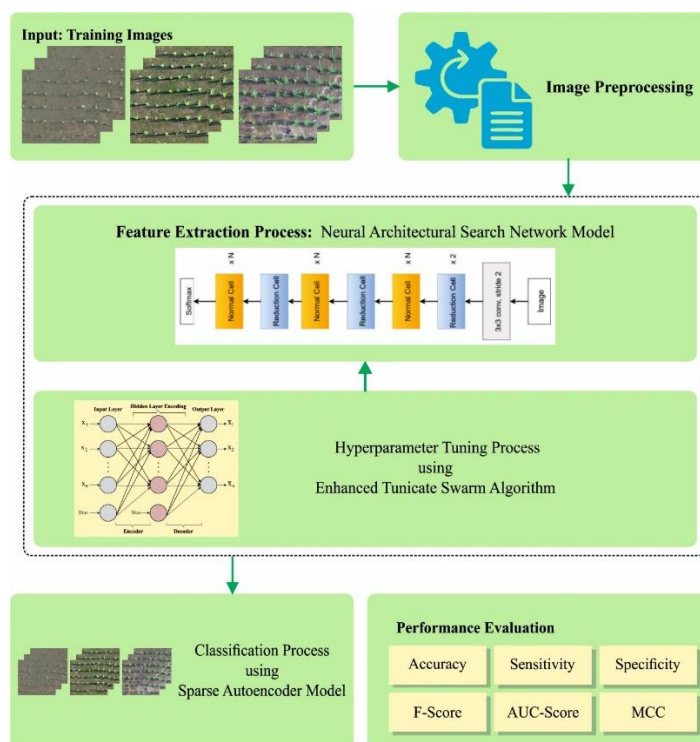 Input: Training Images
Image Preprocessing
Feature Extraction Process: Neural Architectural Search Network Model
Softmax
Normal Cell
x N
Reduction Cell
Normal Cell
x N
Reduction Cell
Normal Cell
x N
Reduction Cell
x 2
3x3 conv, stride 2
Image
Input Layer
Hidden Layer Encoding
Output Layer
Bias
Encoder
Decoder
Hyperparameter Tuning Process
using
Enhanced Tunicate Swarm Algorithm
Classification Process
using
Sparse Autoencoder Model
Performance Evaluation
Accuracy
Sensitivity
Specificity
F-Score
AUC-Score
MCC